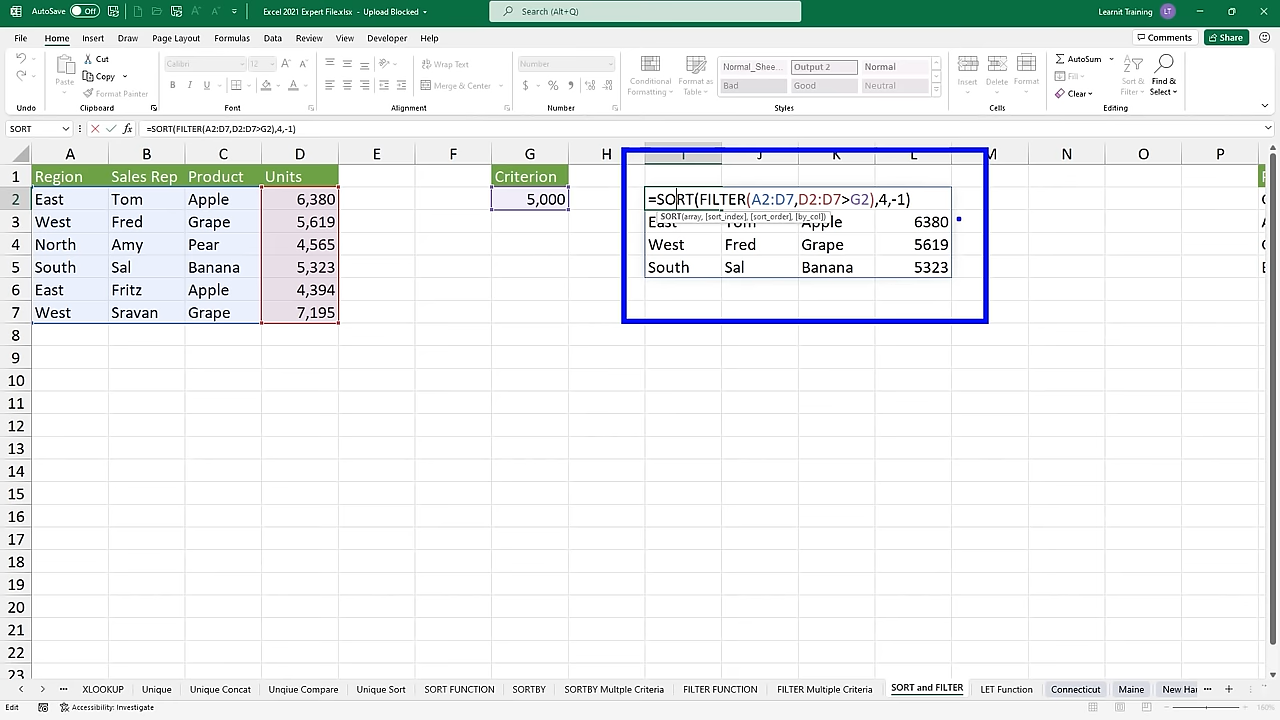 AutoSave Off Excel 2021 Expert File.xlsx - Upload Blocked Search (Alt+Q) Learnit Training LT
File Home Insert Draw Page Layout Formulas Data Review View Developer Help Comments Share
Cut Calibri 12 Wrap Text Number Normal_Shee... Output 2 Normal AutoSum
Copy Fill
Paste Format Painter B I U Merge & Center Conditional Formatting Format as Table Bad Good Neutral Insert Delete Format Clear Sort & Filter Find & Select
Undo Clipboard Font Alignment Number Styles Cells Editing
SORT fx =SORT(FILTER(A2:D7,D2:D7>G2),4,-1)
A B C D E F G H I J K L M N O P
1 Region Sales Rep Product Units Criterion
2 East Tom Apple 6,380 5,000 =SORT(FILTER(A2:D7,D2:D7>G2),4,-1)
SORT(array, [sort_index], [sort_order], [by_col])
3 West Fred Grape 5,619 East Tom Apple 6380
4 North Amy Pear 4,565 West Fred Grape 5619
5 South Sal Banana 5,323 South Sal Banana 5323
6 East Fritz Apple 4,394
7 West Sravan Grape 7,195
8
9
10
11
12
13
14
15
16
17
18
19
20
21
22
23
XLOOKUP Unique Unique Concat Unqiue Compare Unique Sort SORT FUNCTION SORTBY SORTBY Multple Criteria FILTER FUNCTION FILTER Multiple Criteria SORT and FILTER LET Function Connecticut Maine New Ha
Edit Accessibility: Investigate 160%